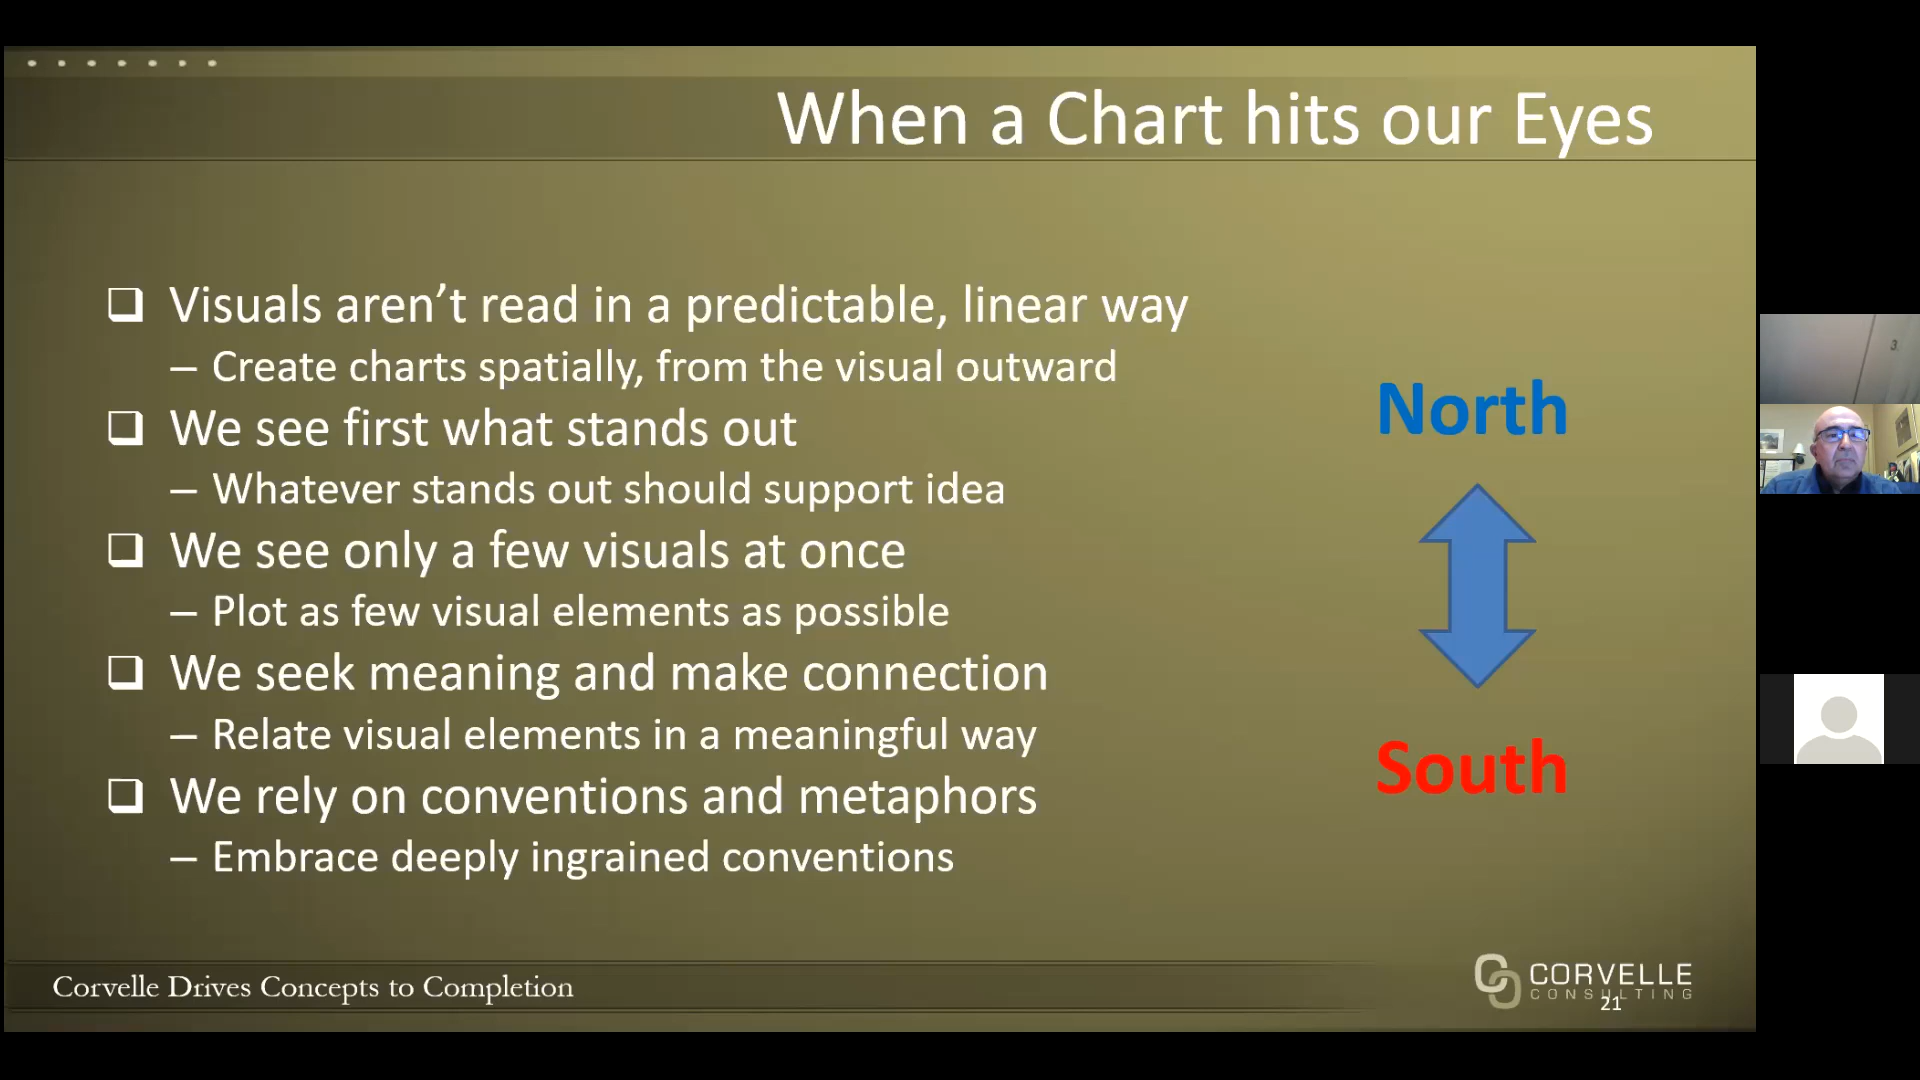 When a Chart hits our Eyes
Visuals aren’t read in a predictable, linear way
– Create charts spatially, from the visual outward
We see first what stands out
– Whatever stands out should support idea
We see only a few visuals at once
– Plot as few visual elements as possible
We seek meaning and make connection
– Relate visual elements in a meaningful way
We rely on conventions and metaphors
– Embrace deeply ingrained conventions
North
South
3.
Corvelle Drives Concepts to Completion
CORVELLE
CONSULTING
21